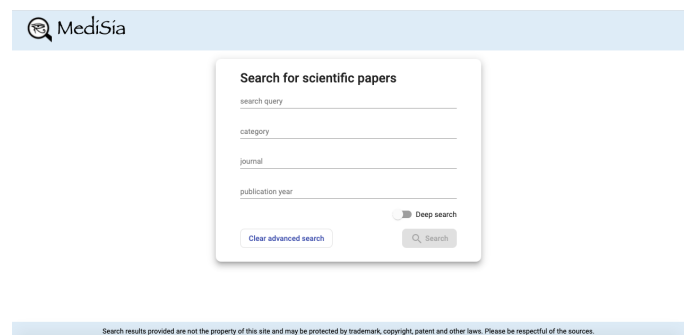 MediSia
Search for scientific papers
search query
category
journal
publication year
Deep search
Clear advanced search
Search
Search results provided are not the property of this site and may be protected by trademark, copyright, patent and other laws. Please be respectful of the sources.